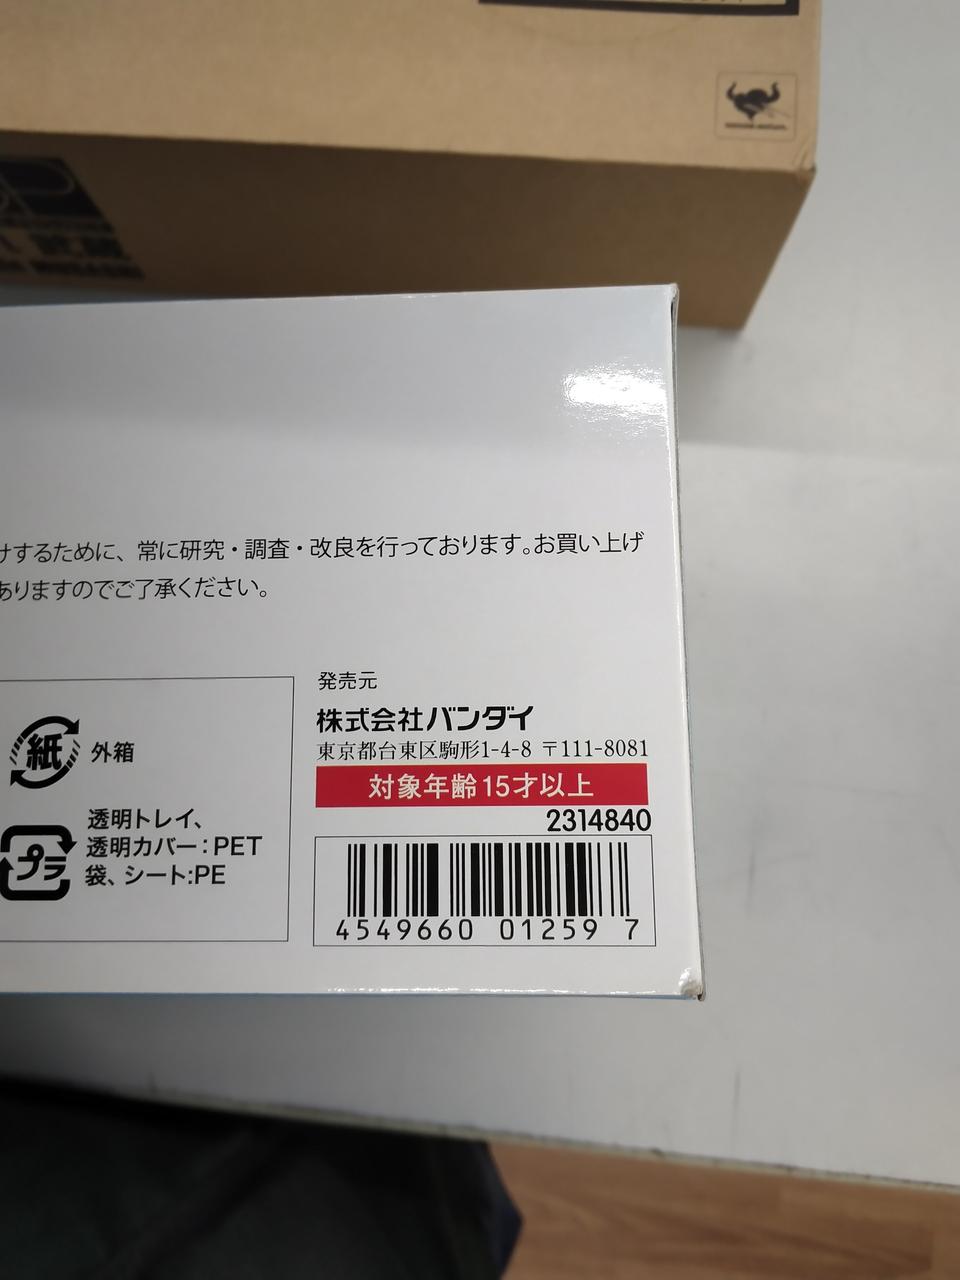 武蔵
MUSASHI
けするために、常に研究・調査・改良を行っております。お買い上げ
ありますのでご了承ください。
発売元
株式会社バンダイ
東京都台東区駒形1-4-8 〒111-8081
対象年齢15才以上
2314840
4549660 01259 7
紙 外箱
プラ
透明トレイ、
透明カバー：PET
袋、シート:PE